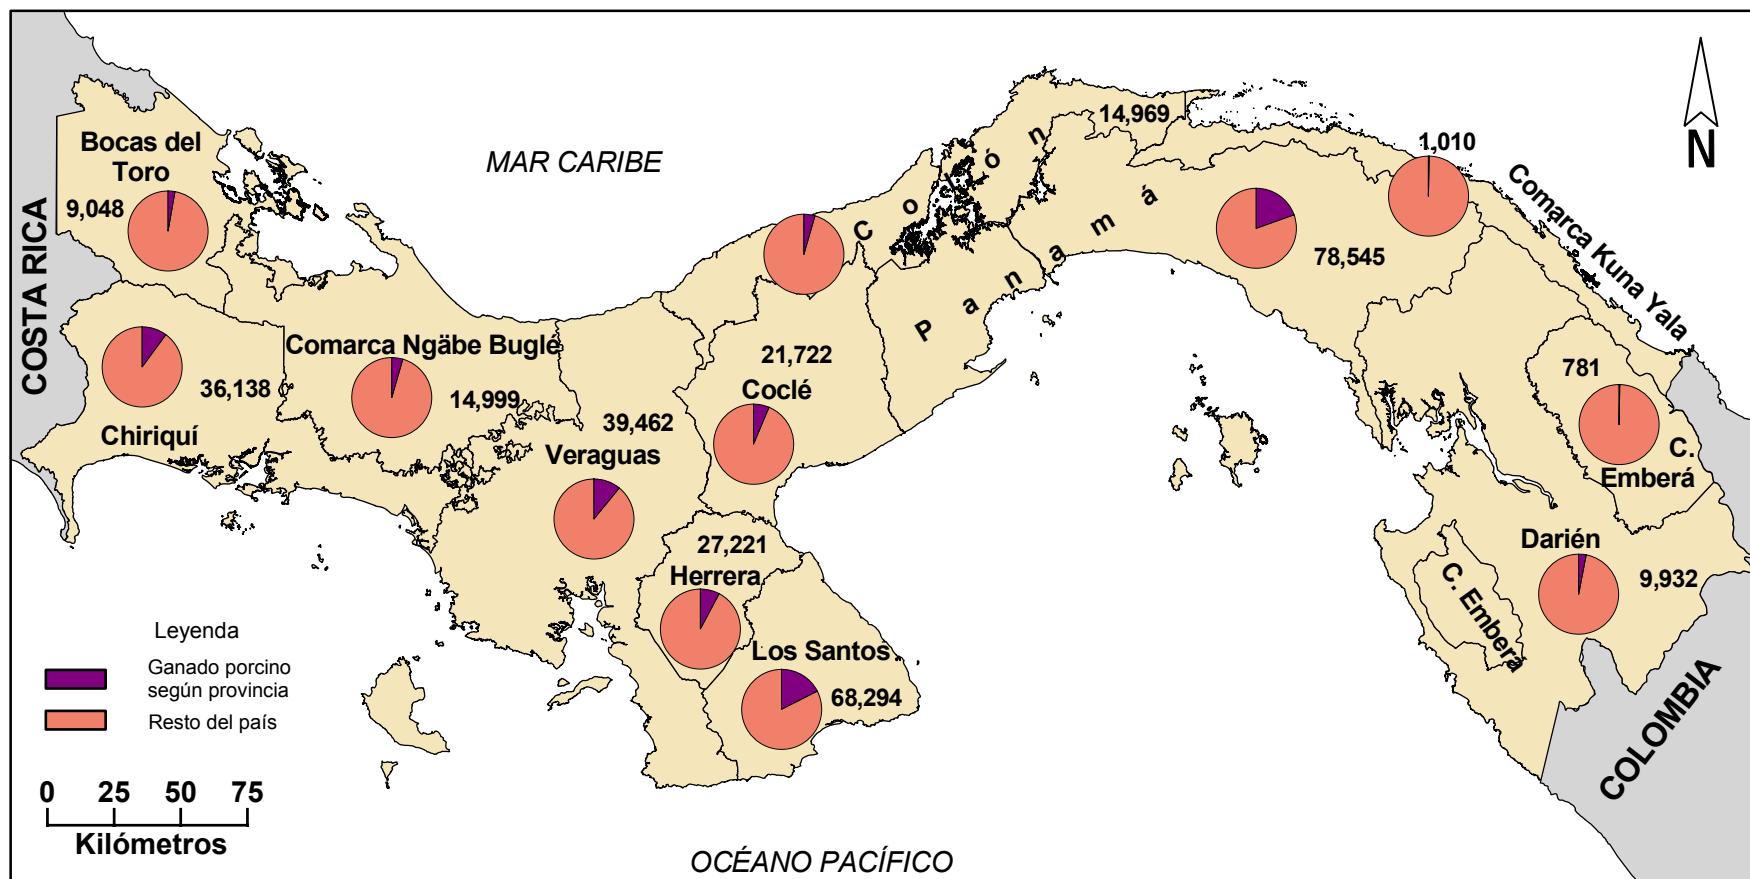 MAR CARIBE
N
COSTA RICA
Bocas del
Toro
9,048
Chiriquí
36,138
Comarca Ngäbe Buglé
14,999
39,462
Veraguas
21,722
Coclé
Colón
14,969
Panamá
78,545
1,010
Comarca Kuna Yala
781
C.
Emberá
Darién
9,932
C. Emberá
27,221
Herrera
Los Santos
68,294
COLOMBIA
Leyenda
Ganado porcino
según provincia
Resto del país
0 25 50 75
Kilómetros
OCÉANO PACÍFICO